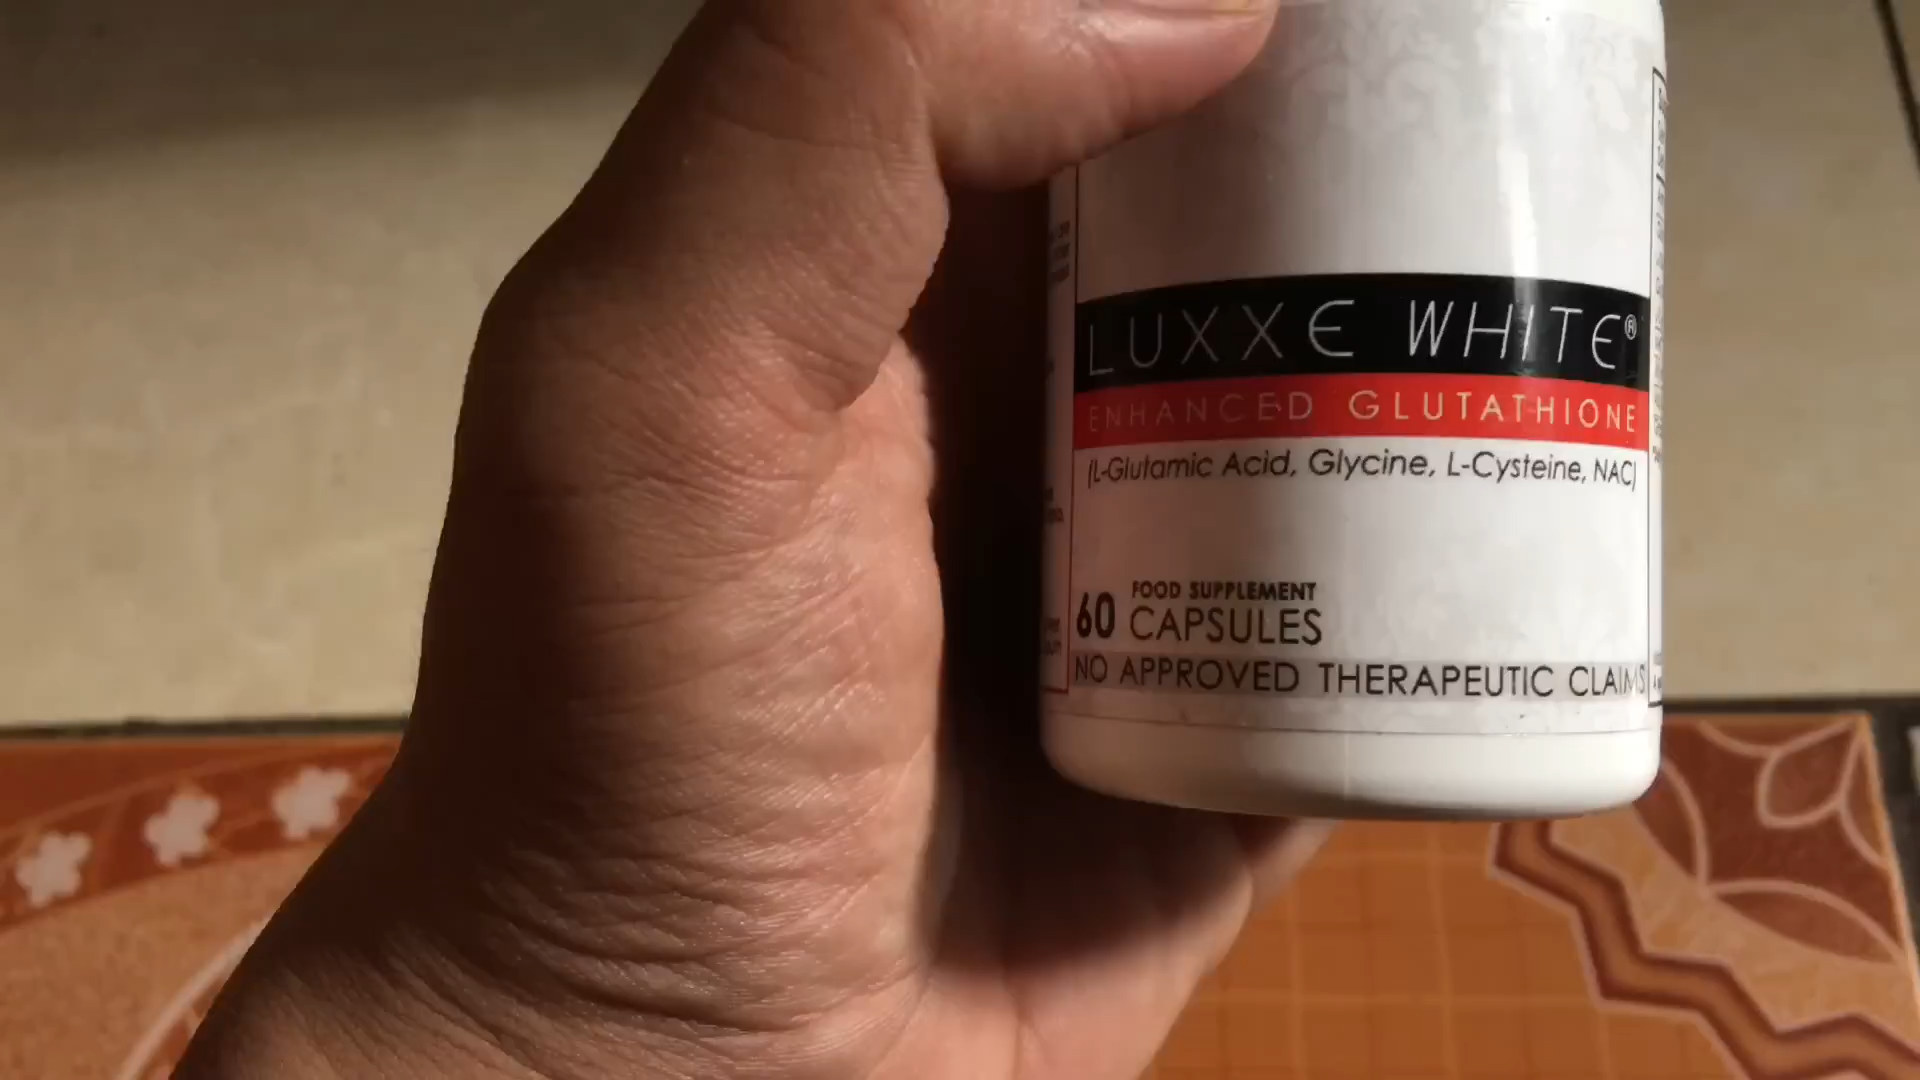 LUXXE WHITE®
ENHANCED GLUTATHIONE
(L-Glutamic Acid, Glycine, L-Cysteine, NAC)
FOOD SUPPLEMENT
60 CAPSULES
NO APPROVED THERAPEUTIC CLAIMS